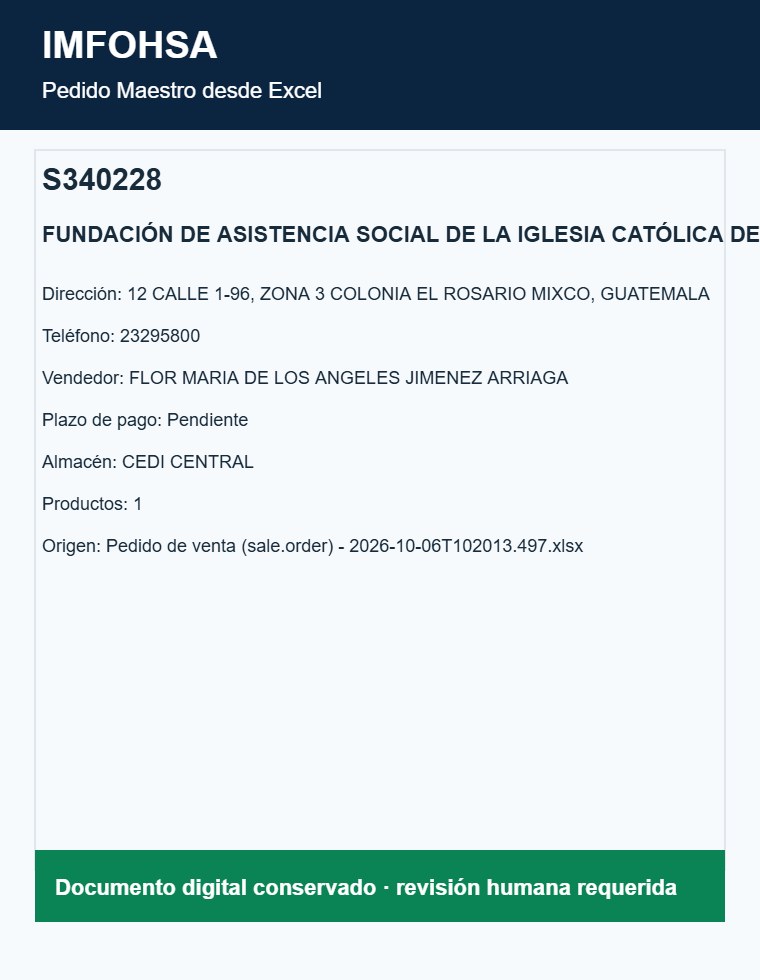 IMFOHSA
Pedido Maestro desde Excel
S340228
FUNDACIÓN DE ASISTENCIA SOCIAL DE LA IGLESIA CATÓLICA DE
Dirección: 12 CALLE 1-96, ZONA 3 COLONIA EL ROSARIO MIXCO, GUATEMALA
Teléfono: 23295800
Vendedor: FLOR MARIA DE LOS ANGELES JIMENEZ ARRIAGA
Plazo de pago: Pendiente
Almacén: CEDI CENTRAL
Productos: 1
Origen: Pedido de venta (sale.order) - 2026-10-06T102013.497.xlsx
Documento digital conservado · revisión humana requerida